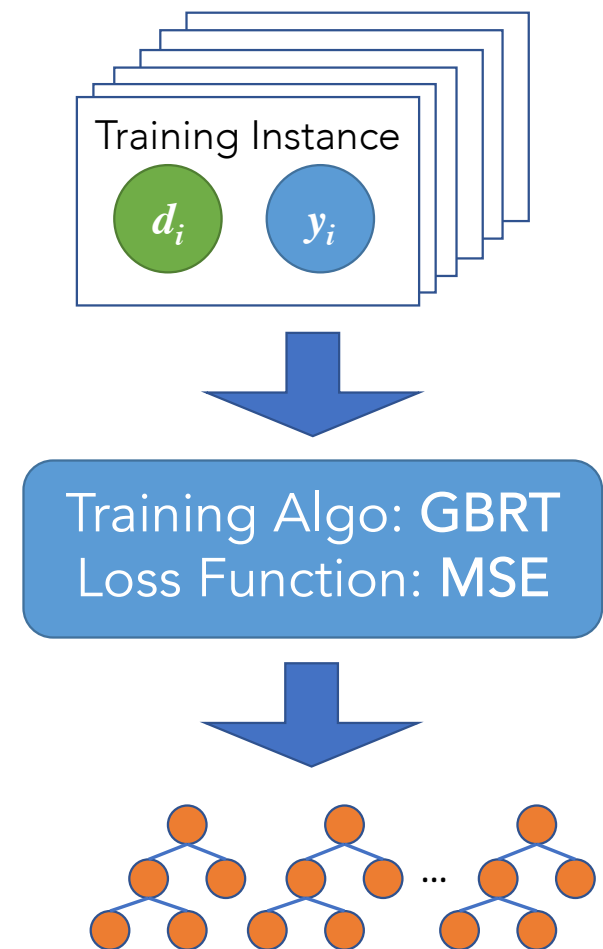 Training Instance
d_i y_i
Training Algo: GBRT
Loss Function: MSE
...